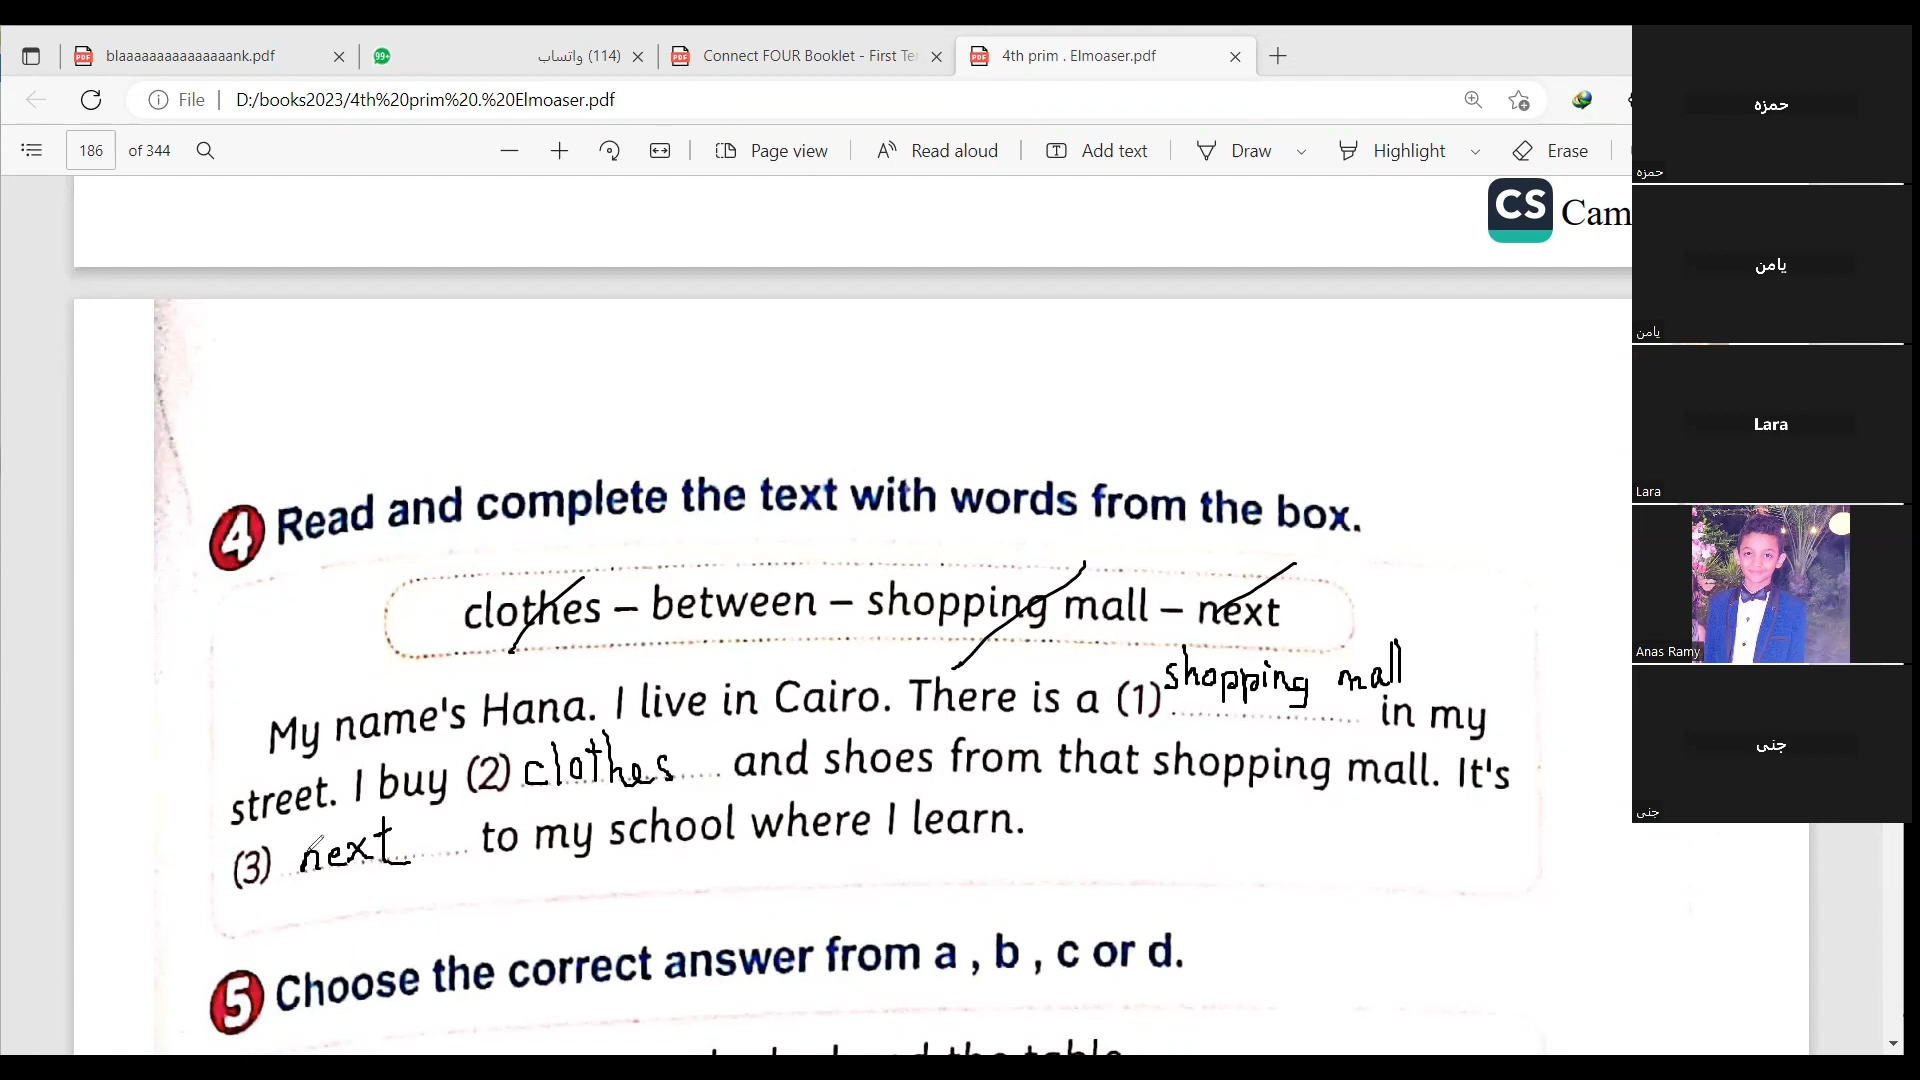 blaaaaaaaaaaaaaaank.pdf
99+
(114) واتساب
Connect FOUR Booklet - First Te
4th prim . Elmoaser.pdf
File
D:/books2023/4th%20prim%20.%20Elmoaser.pdf
186 of 344
Page view
Read aloud
Add text
Draw
Highlight
Erase
CS Cam
4 Read and complete the text with words from the box.
clothes – between – shopping mall – next
My name's Hana. I live in Cairo. There is a (1) shopping mall in my
street. I buy (2) clothes and shoes from that shopping mall. It's
(3) next to my school where I learn.
5 Choose the correct answer from a , b , c or d.
the table
حمزه
حمزه
يامن
يامن
Lara
Lara
Anas Ramy
جنى
جنى